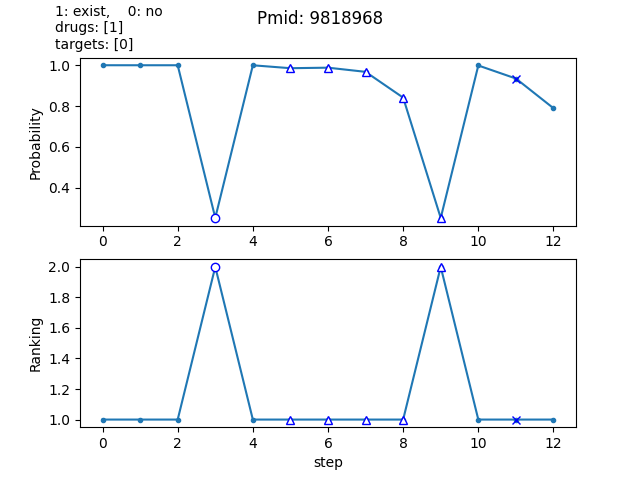 1: exist,    0: no
drugs: [1]
targets: [0]
Pmid: 9818968
Probability
1.0
0.8
0.6
0.4
0 2 4 6 8 10 12
Ranking
2.0
1.8
1.6
1.4
1.2
1.0
0 2 4 6 8 10 12
step